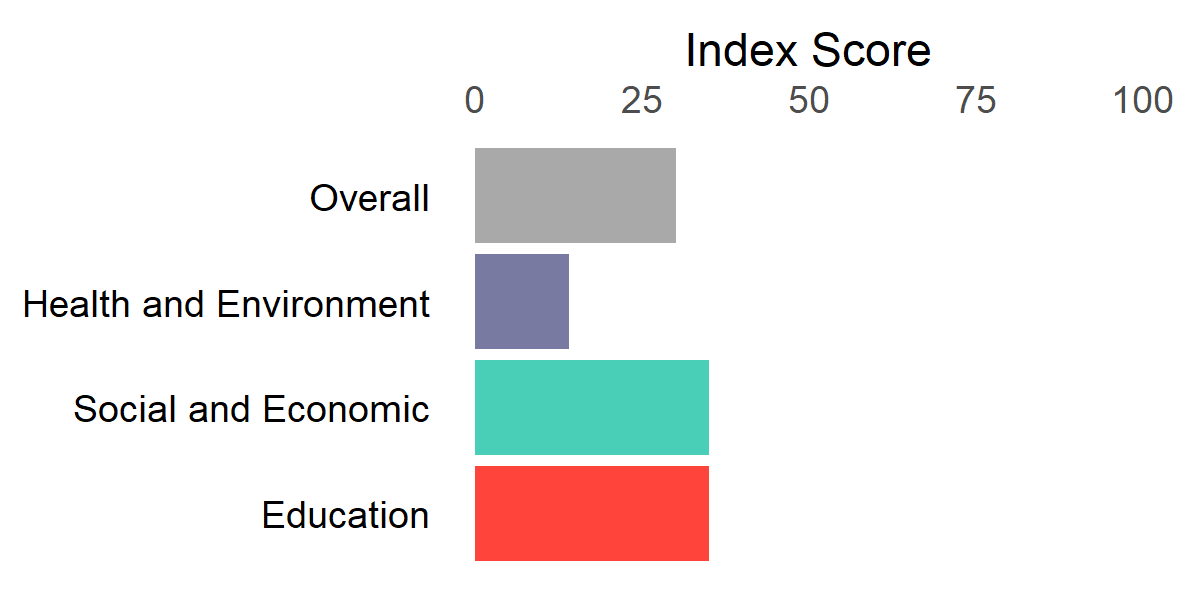 Index Score
0 25 50 75 100
Overall
Health and Environment
Social and Economic
Education